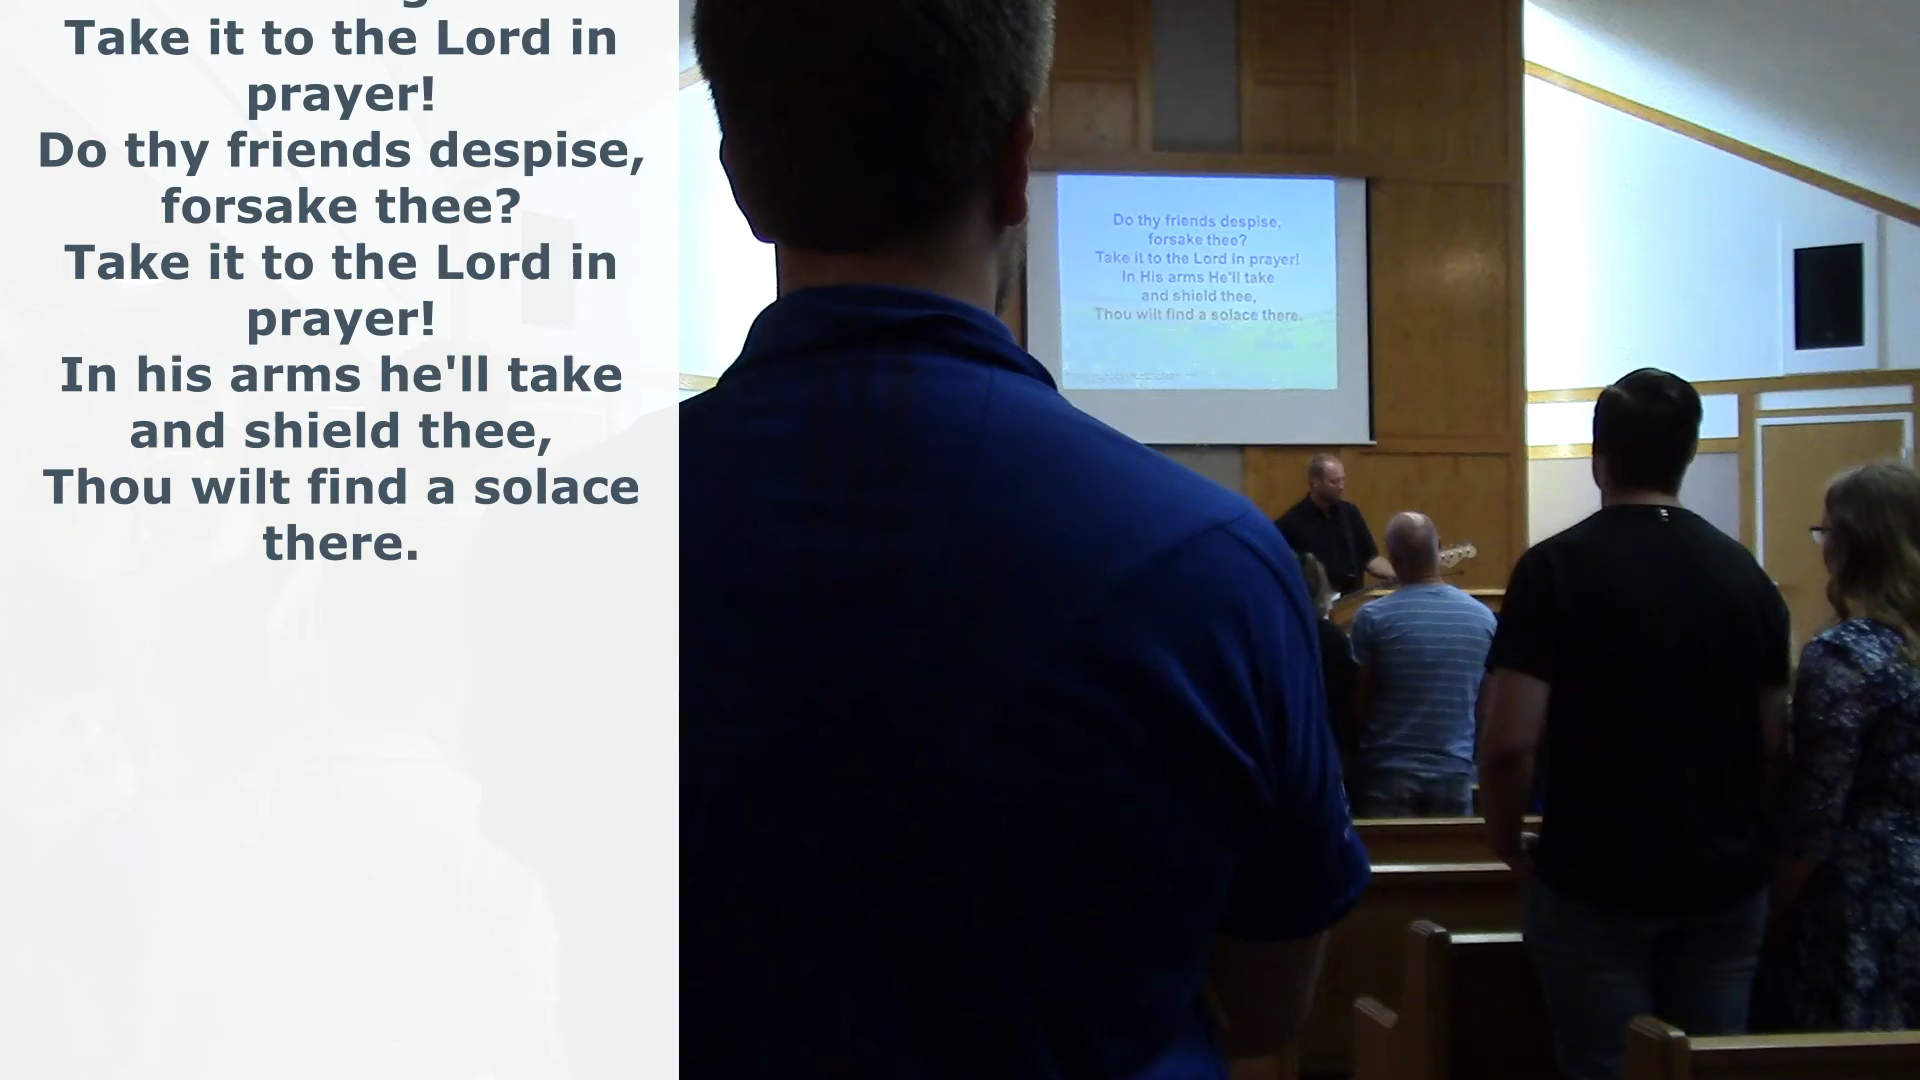 Take it to the Lord in
prayer!
Do thy friends despise,
forsake thee?
Take it to the Lord in
prayer!
In his arms he'll take
and shield thee,
Thou wilt find a solace
there.
Do thy friends despise,
forsake thee?
Take it to the Lord in prayer!
In His arms He'll take
and shield thee,
Thou wilt find a solace there.